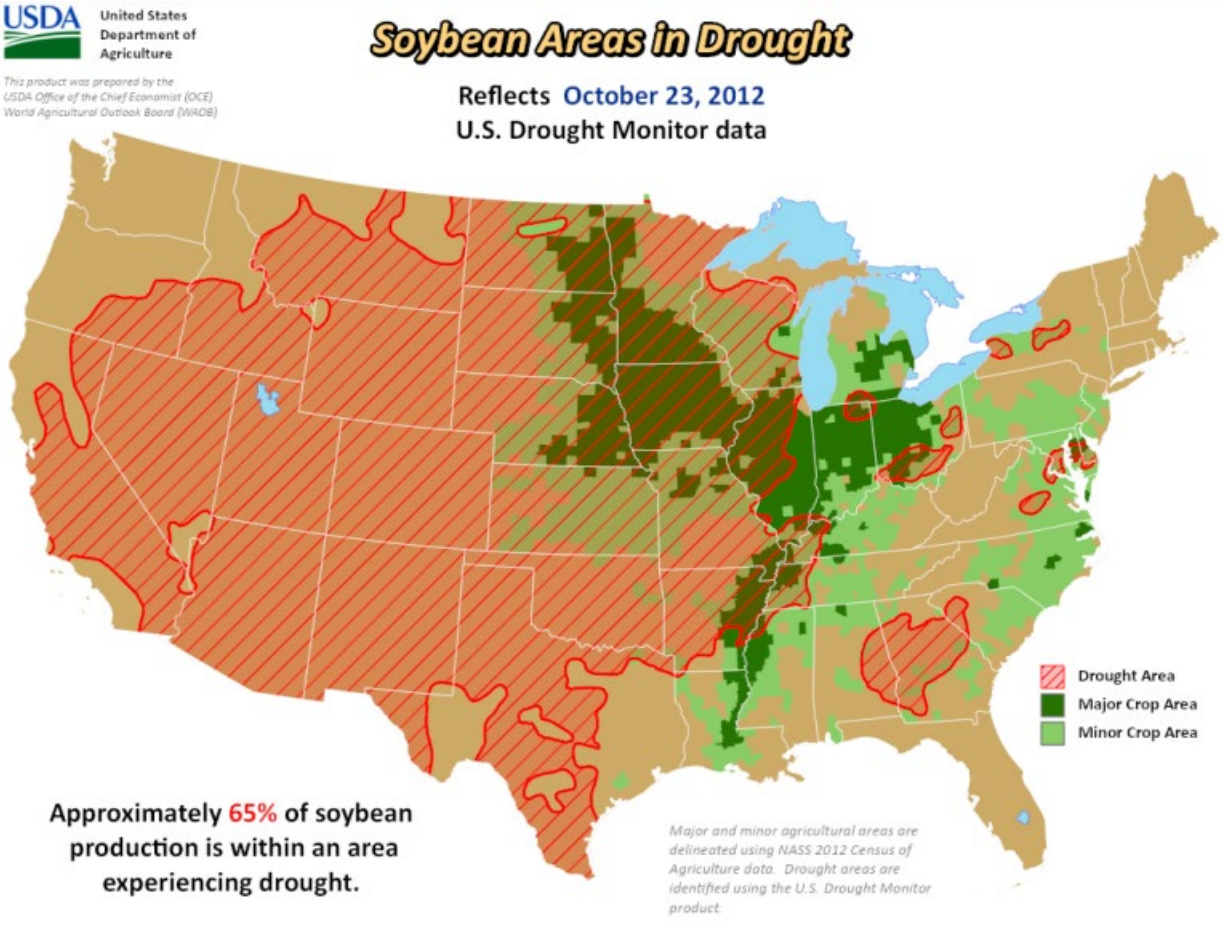 USDA
United States
Department of
Agriculture
This product was prepared by the
USDA Office of the Chief Economist (OCE)
World Agricultural Outlook Board (WAOB)
Soybean Areas in Drought
Reflects October 23, 2012
U.S. Drought Monitor data
Drought Area
Major Crop Area
Minor Crop Area
Approximately 65% of soybean
production is within an area
experiencing drought.
Major and minor agricultural areas are
delineated using NASS 2012 Census of
Agriculture data. Drought areas are
identified using the U.S. Drought Monitor
product.